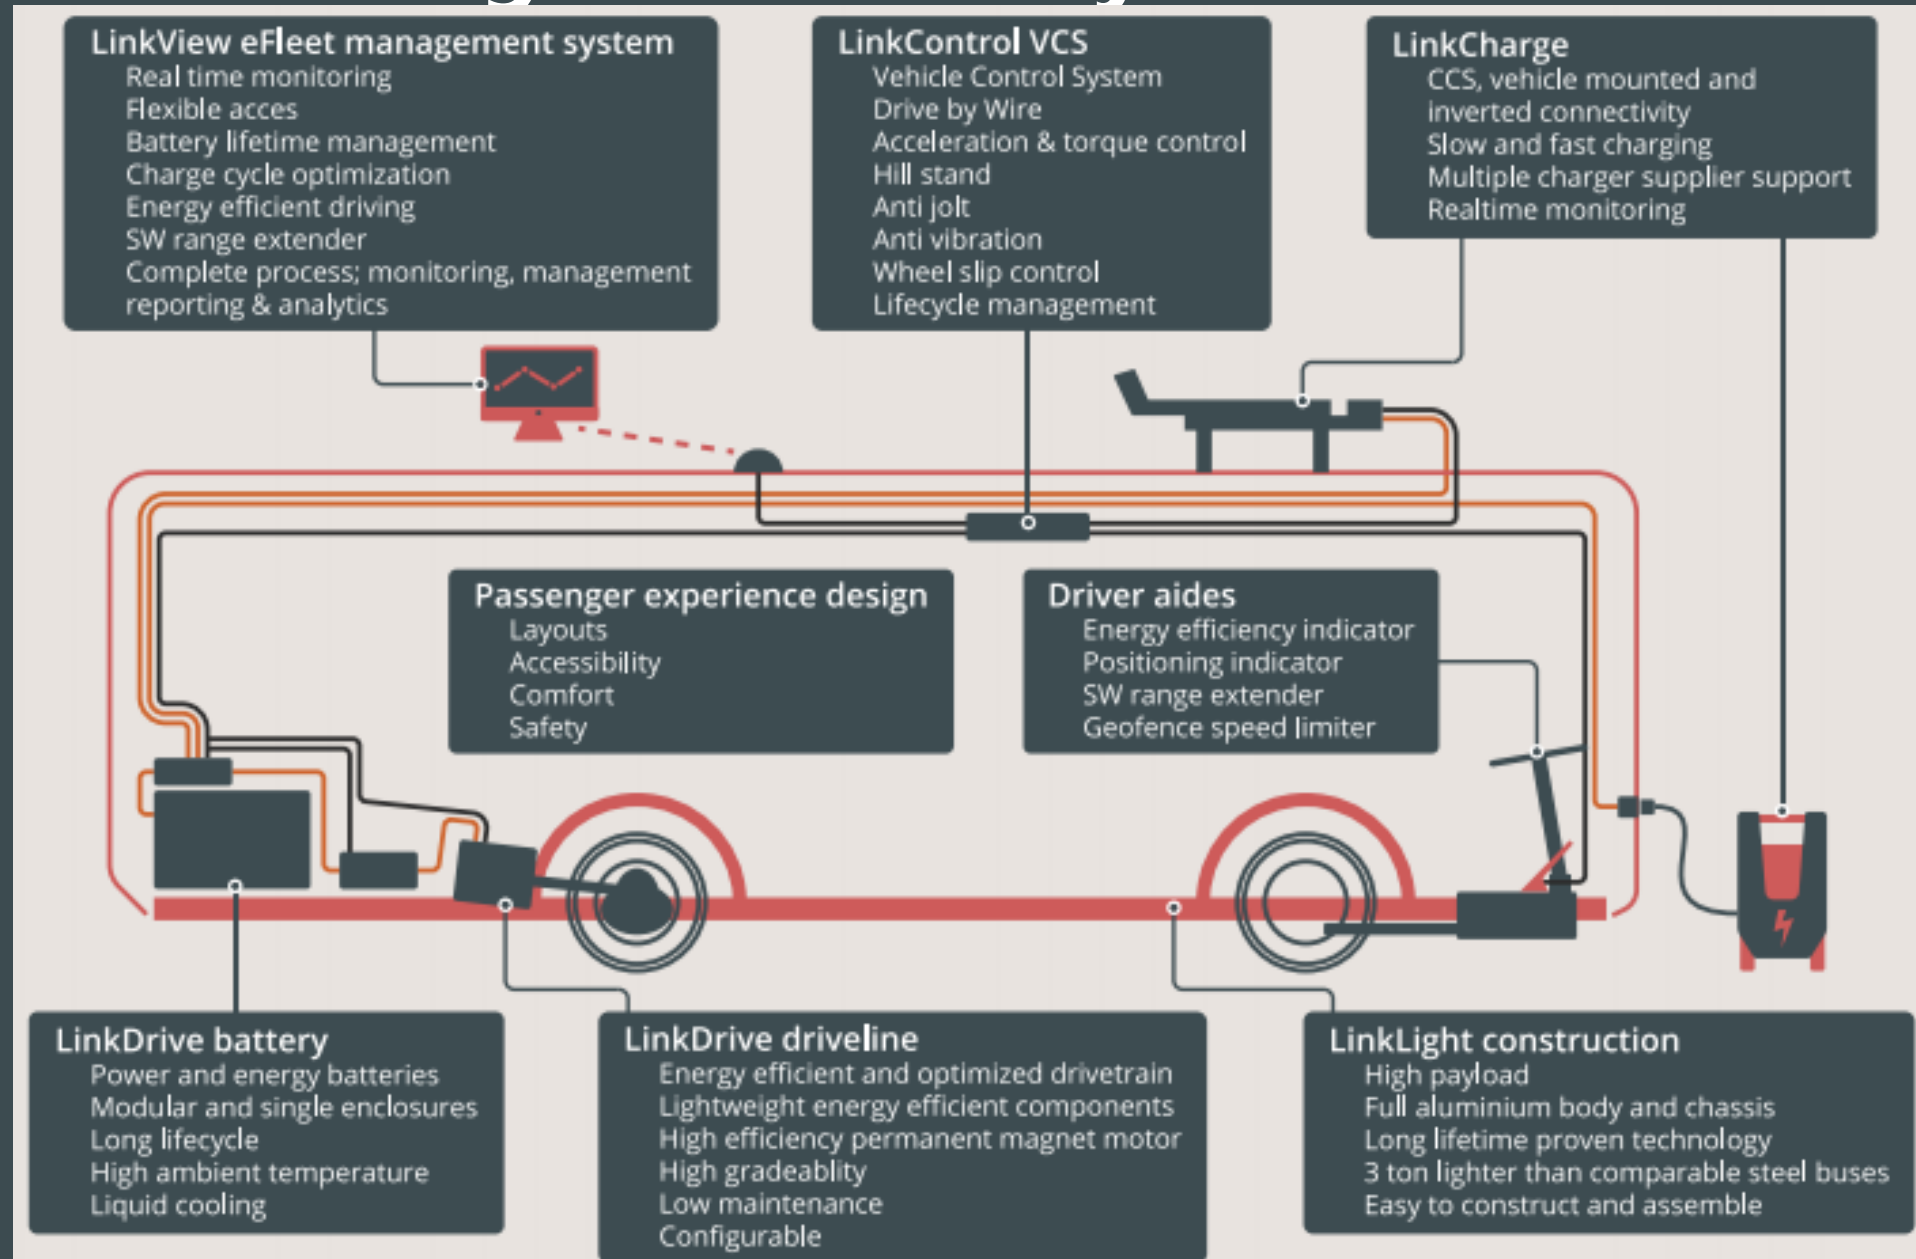 LinkView eFleet management system
Real time monitoring
Flexible acces
Battery lifetime management
Charge cycle optimization
Energy efficient driving
SW range extender
Complete process; monitoring, management
reporting & analytics
LinkControl VCS
Vehicle Control System
Drive by Wire
Acceleration & torque control
Hill stand
Anti jolt
Anti vibration
Wheel slip control
Lifecycle management
LinkCharge
CCS, vehicle mounted and
inverted connectivity
Slow and fast charging
Multiple charger supplier support
Realtime monitoring
Passenger experience design
Layouts
Accessibility
Comfort
Safety
Driver aides
Energy efficiency indicator
Positioning indicator
SW range extender
Geofence speed limiter
LinkDrive battery
Power and energy batteries
Modular and single enclosures
Long lifecycle
High ambient temperature
Liquid cooling
LinkDrive driveline
Energy efficient and optimized drivetrain
Lightweight energy efficient components
High efficiency permanent magnet motor
High gradeablity
Low maintenance
Configurable
LinkLight construction
High payload
Full aluminium body and chassis
Long lifetime proven technology
3 ton lighter than comparable steel buses
Easy to construct and assemble